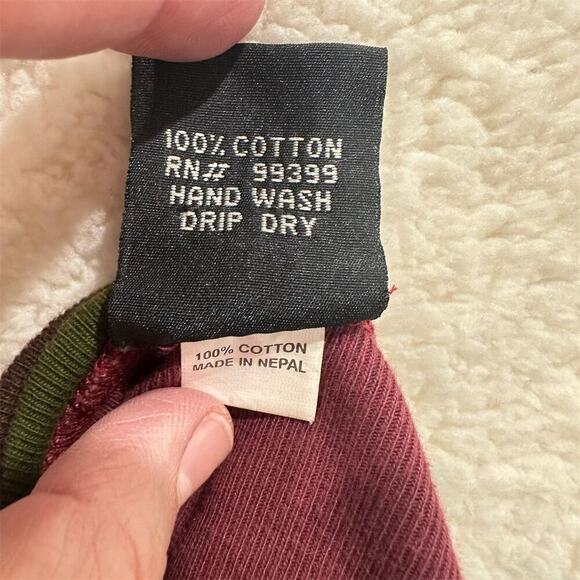 100% COTTON
RN# 99399
HAND WASH
DRIP DRY
100% COTTON
MADE IN NEPAL